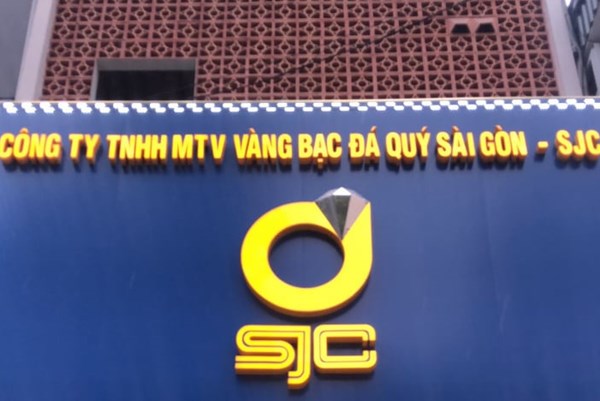 CÔNG TY TNHH MTV VÀNG BẠC ĐÁ QUÝ SÀI GÒN - SJC
SJC